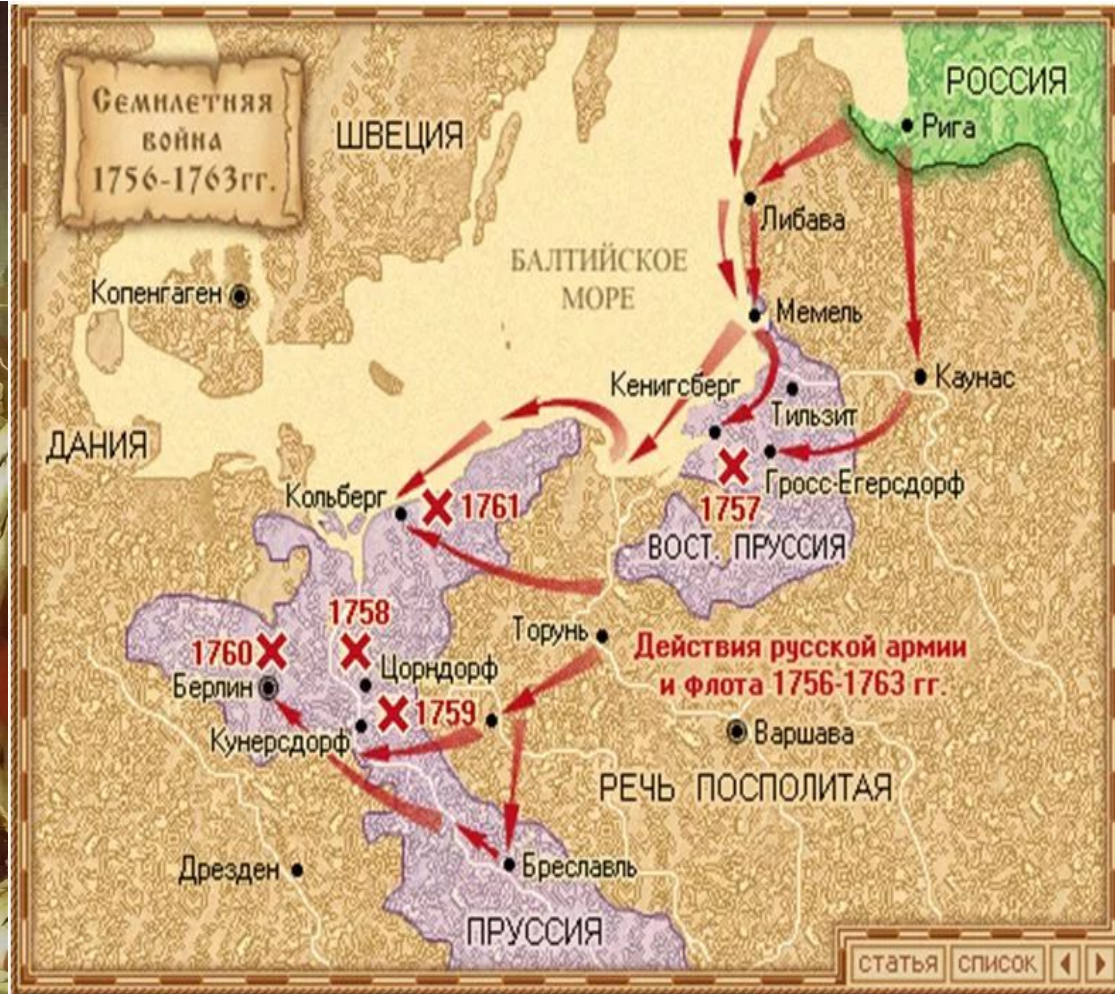 Семилетняя
война
1756-1763гг.
ШВЕЦИЯ
РОССИЯ
Рига
Либава
БАЛТИЙСКОЕ
МОРЕ
Копенгаген
Мемель
Кенигсберг
Каунас
Тильзит
ДАНИЯ
Гросс-Егерсдорф
Кольберг
1761
1757
ВОСТ. ПРУССИЯ
1758
Торунь
Действия русской армии
и флота 1756-1763 гг.
1760
Берлин
Цорндорф
1759
Кунерсдорф
Варшава
РЕЧЬ ПОСПОЛИТАЯ
Дрезден
Бреславль
ПРУССИЯ
статья
список